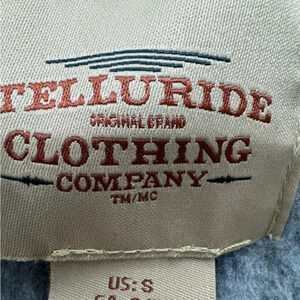 TELLURIDE
ORIGINAL BRAND
CLOTHING
COMPANY
TM/MC
US: S